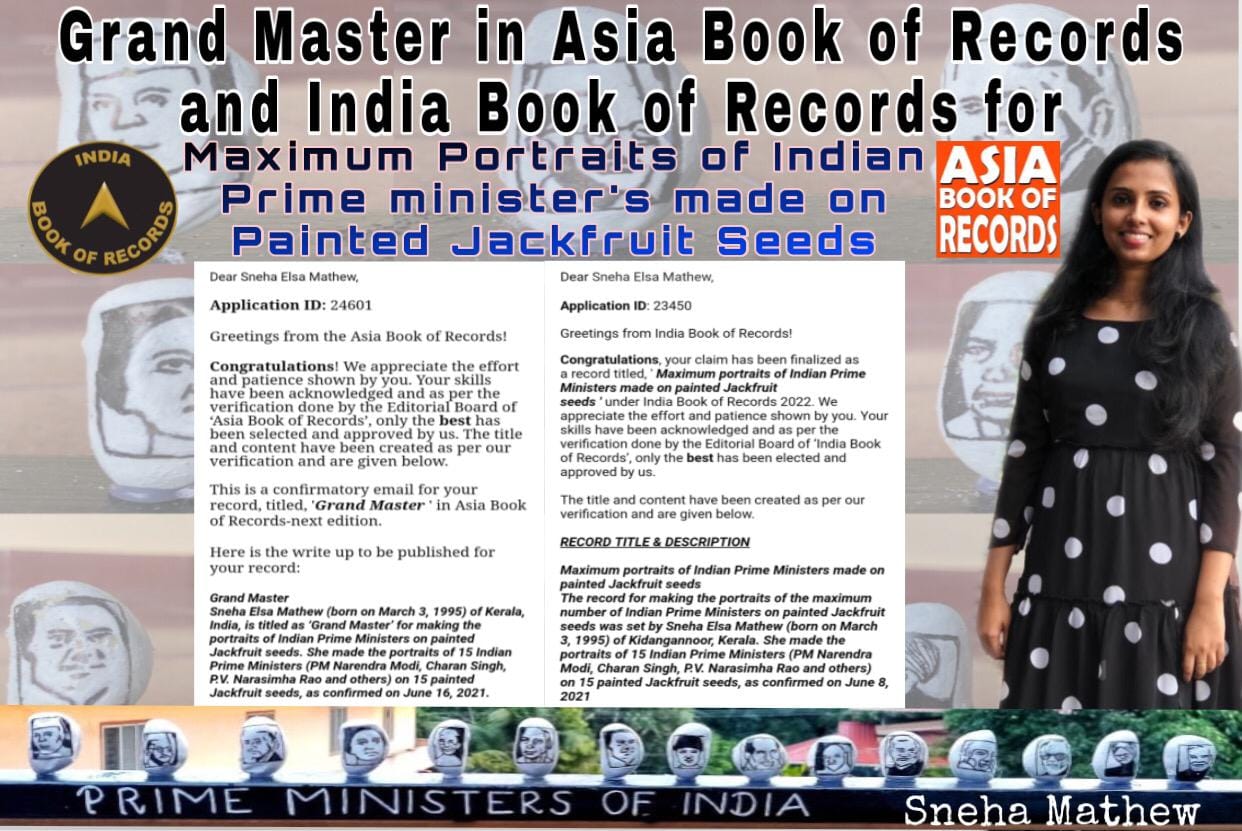 Grand Master in Asia Book of Records
and India Book of Records for
Maximum Portraits of Indian
Prime minister's made on
Painted Jackfruit Seeds
INDIA
BOOK OF RECORDS
ASIA
BOOK OF
RECORDS
Dear Sneha Elsa Mathew,
Application ID: 24601
Greetings from the Asia Book of Records!
Congratulations! We appreciate the effort
and patience shown by you. Your skills
have been acknowledged and as per the
verification done by the Editorial Board of
‘Asia Book of Records’, only the best has
been selected and approved by us. The title
and content have been created as per our
verification and are given below.
This is a confirmatory email for your
record, titled, 'Grand Master ' in Asia Book
of Records-next edition.
Here is the write up to be published for
your record:
Grand Master
Sneha Elsa Mathew (born on March 3, 1995) of Kerala,
India, is titled as ‘Grand Master’ for making the
portraits of Indian Prime Ministers on painted
Jackfruit seeds. She made the portraits of 15 Indian
Prime Ministers (PM Narendra Modi, Charan Singh,
P.V. Narasimha Rao and others) on 15 painted
Jackfruit seeds, as confirmed on June 16, 2021.
Dear Sneha Elsa Mathew,
Application ID: 23450
Greetings from India Book of Records!
Congratulations, your claim has been finalized as
a record titled, ' Maximum portraits of Indian Prime
Ministers made on painted Jackfruit
seeds ' under India Book of Records 2022. We
appreciate the effort and patience shown by you. Your
skills have been acknowledged and as per the
verification done by the Editorial Board of ‘India Book
of Records’, only the best has been elected and
approved by us.
The title and content have been created as per our
verification and are given below.
RECORD TITLE & DESCRIPTION
Maximum portraits of Indian Prime Ministers made on
painted Jackfruit seeds
The record for making the portraits of the maximum
number of Indian Prime Ministers on painted Jackfruit
seeds was set by Sneha Elsa Mathew (born on March
3, 1995) of Kidangannoor, Kerala. She made the
portraits of 15 Indian Prime Ministers (PM Narendra
Modi, Charan Singh, P.V. Narasimha Rao and others)
on 15 painted Jackfruit seeds, as confirmed on June 8,
2021
PRIME MINISTERS OF INDIA
Sneha Mathew